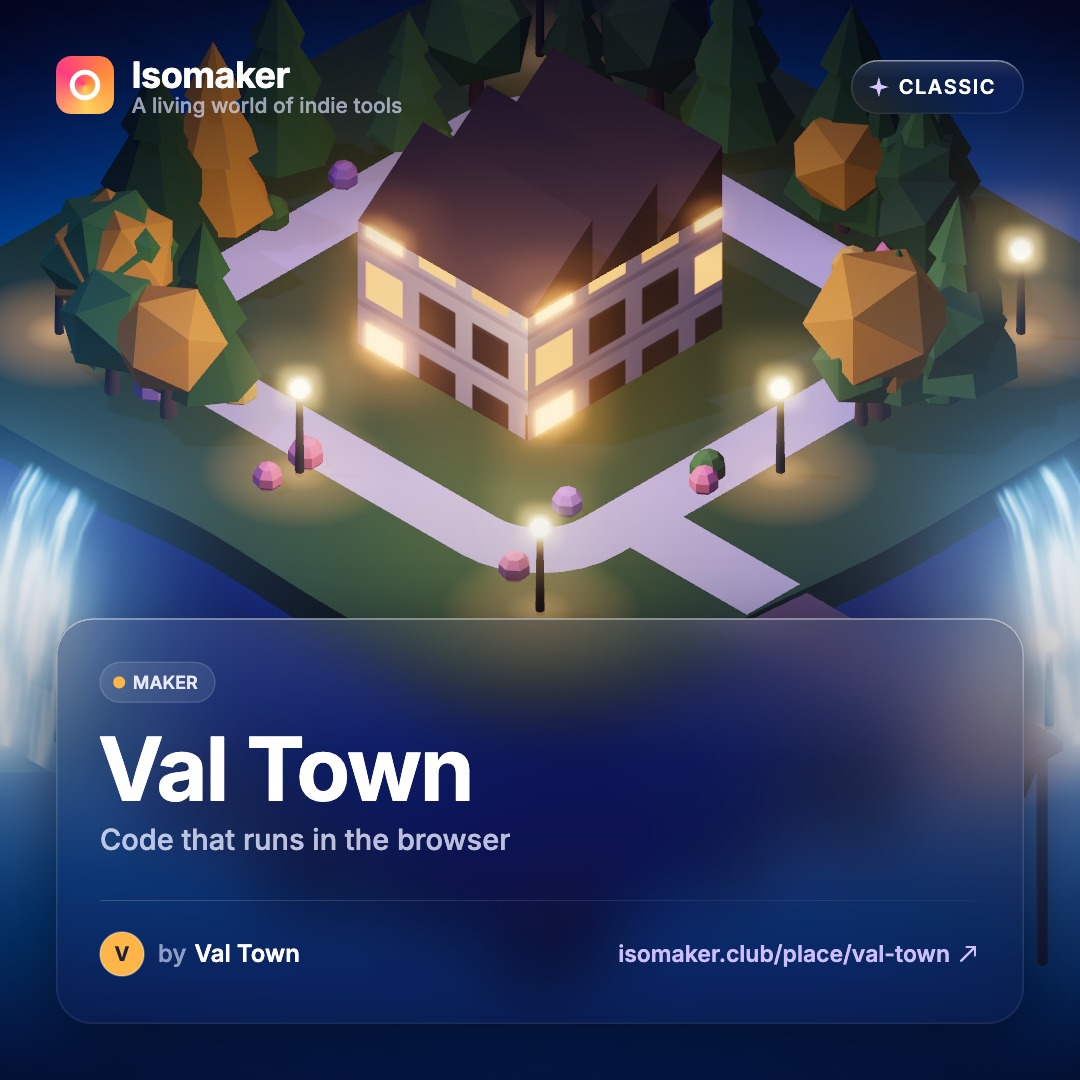 Isomaker
A living world of indie tools
CLASSIC
MAKER
Val Town
Code that runs in the browser
V
by Val Town
isomaker.club/place/val-town ↗